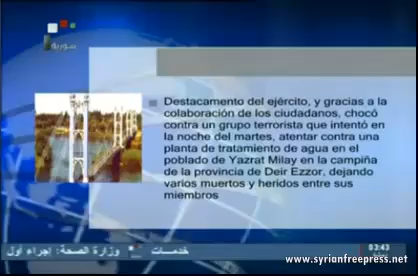 سورية
Destacamento del ejército, y gracias a la
colaboración de los ciudadanos, chocó
contra un grupo terrorista que intentó en
la noche del martes, atentar contra una
planta de tratamiento de agua en el
poblado de Yazrat Milay en la campiña
de la provincia de Deir Ezzor, dejando
varios muertos y heridos entre sus
miembros
خدمــات وزارة الصحة: إجراء أول
03:43
www.syrianfreepress.net